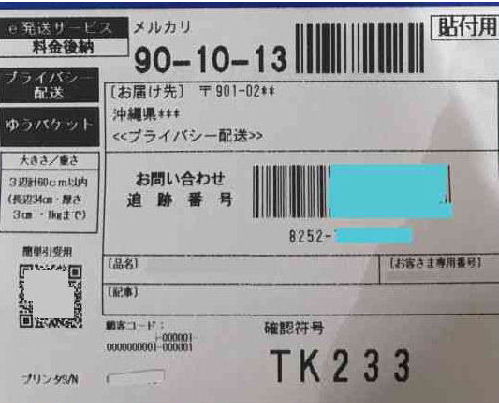 e発送サービス
料金後納
メルカリ
90-10-13
貼付用
プライバシー
配送
ゆうパケット
[お届け先] 〒901-02**
沖縄県***
<<プライバシー配送>>
大きさ/重さ
3辺計60cm以内
(長辺34cm・厚さ
3cm・1kgまで)
お問い合わせ
追跡番号
8252-
簡単引受用
[品名]
[お客さま専用番号]
[記事]
顧客コード:
-000001-
000000001-000001
確認符号
TK233
プリンタS/N